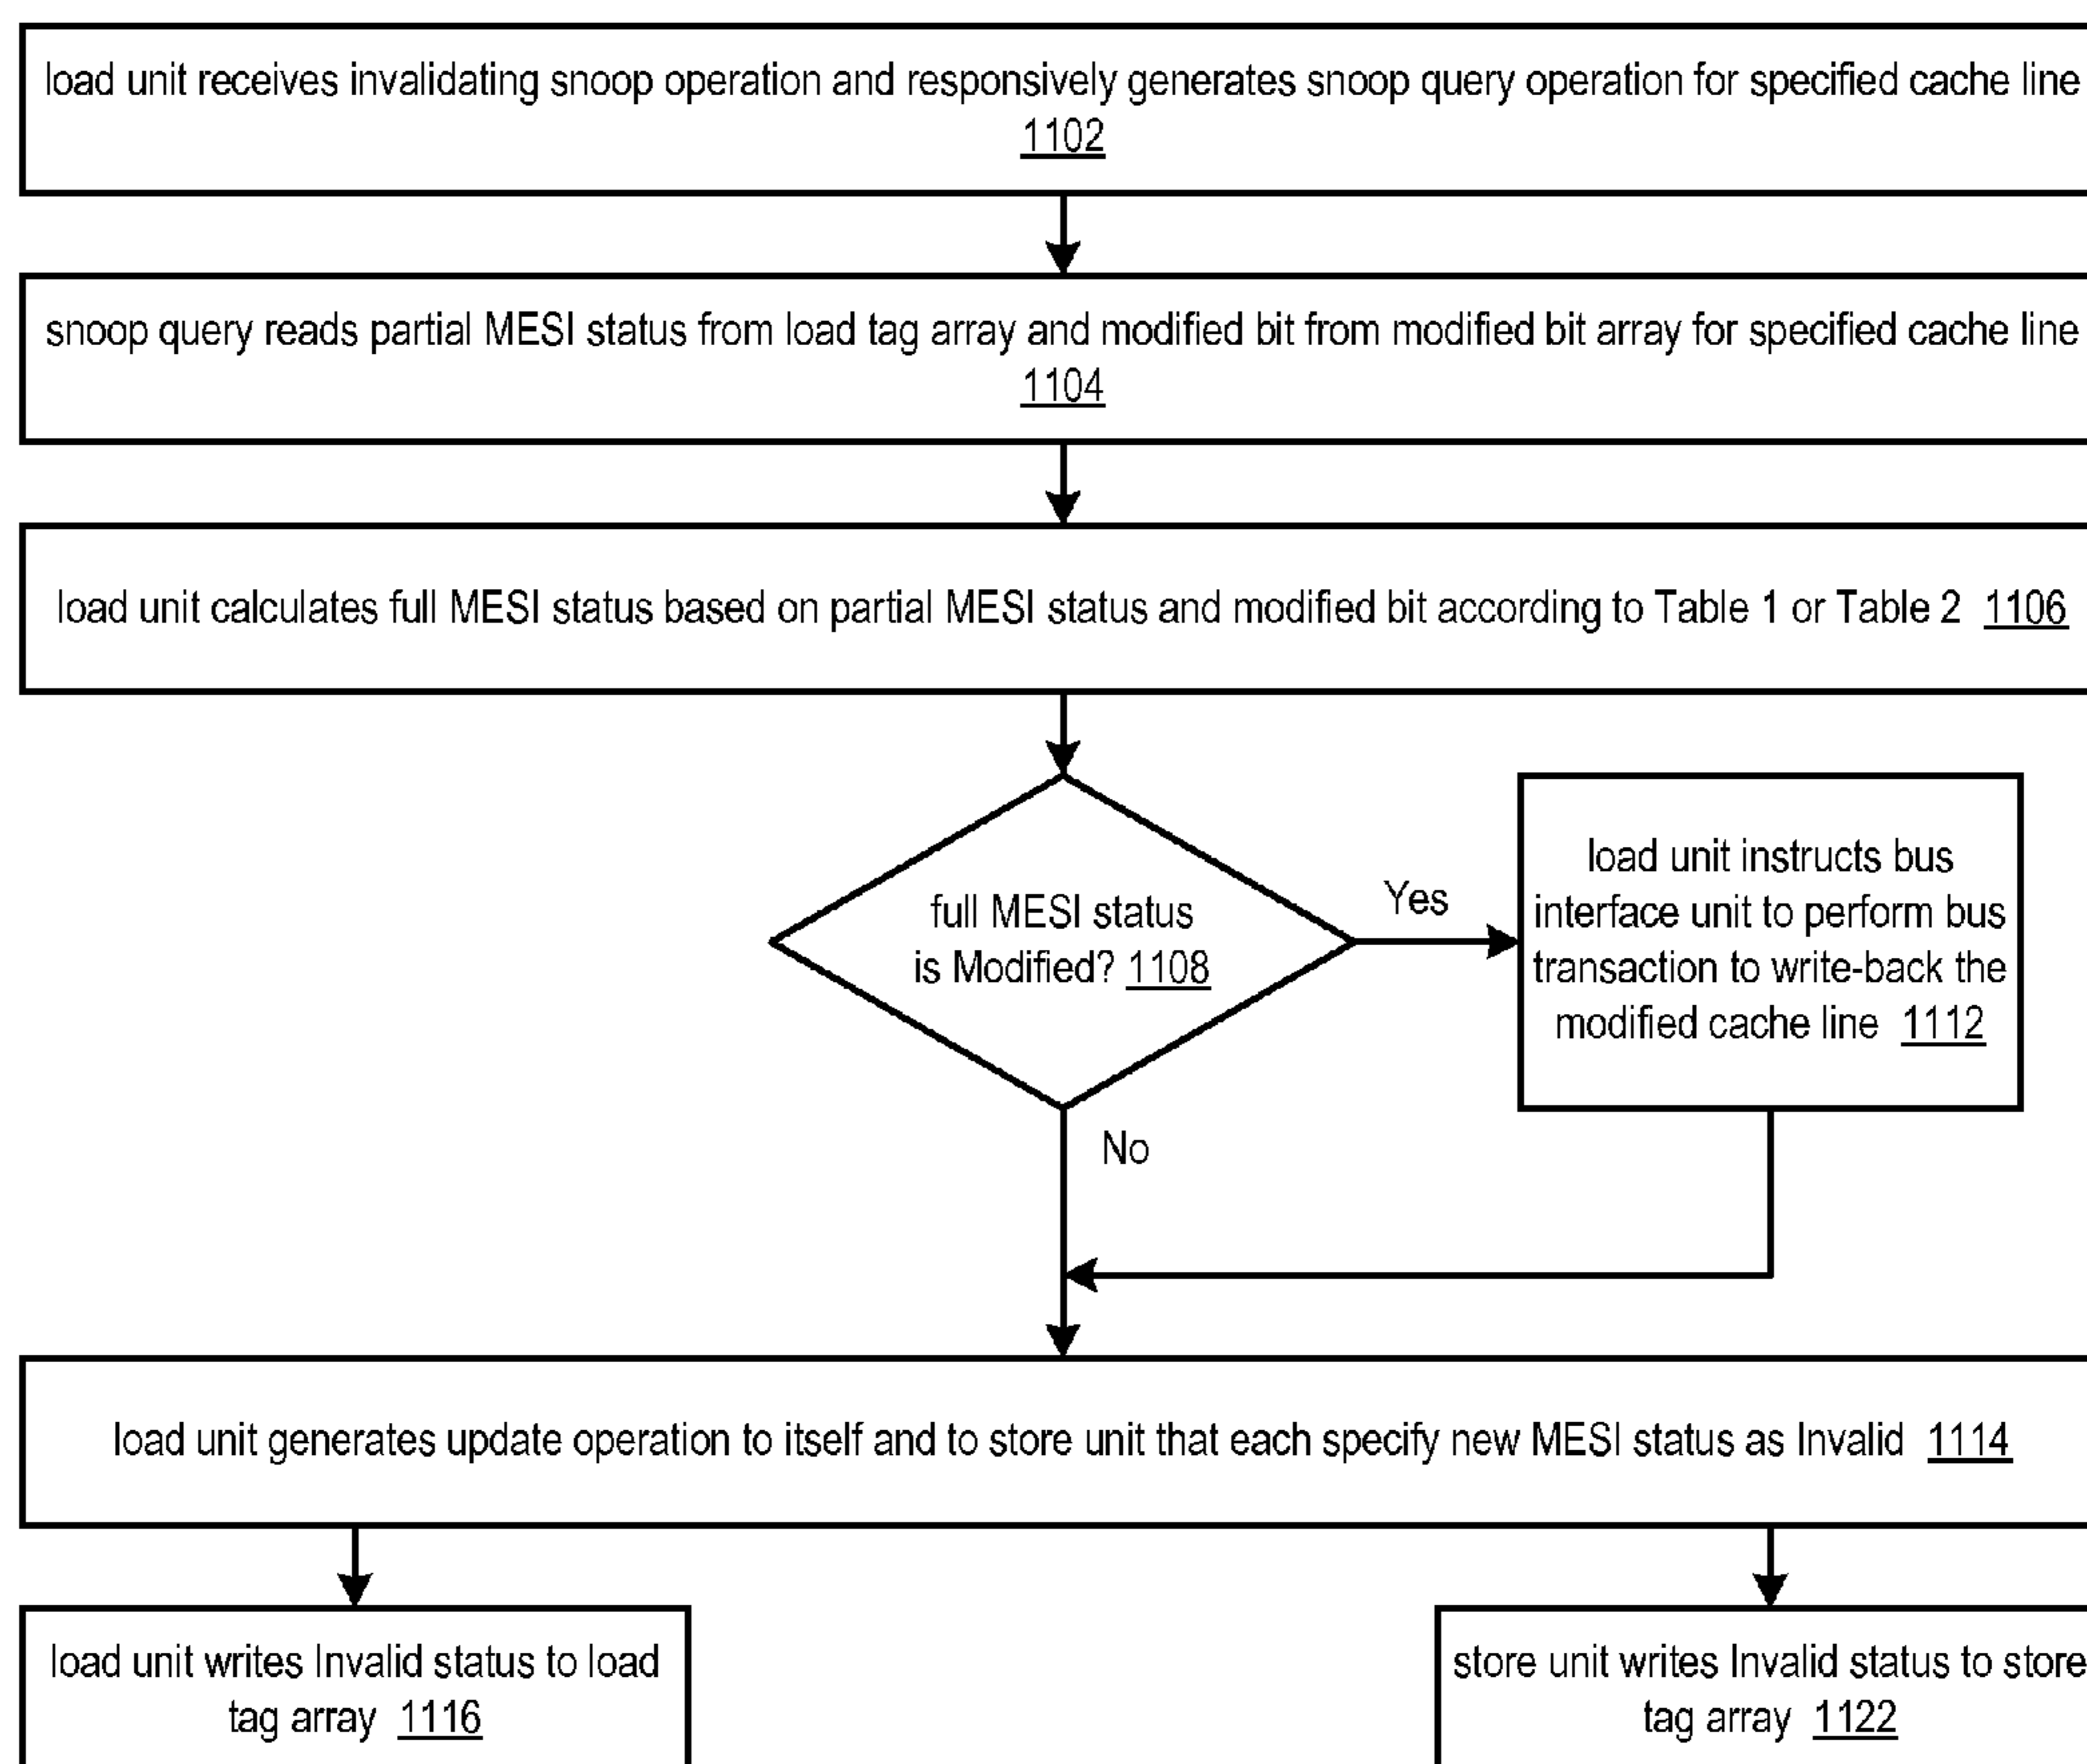 load unit receives invalidating snoop operation and responsively generates snoop query operation for specified cache line
1102
snoop query reads partial MESI status from load tag array and modified bit from modified bit array for specified cache line
1104
load unit calculates full MESI status based on partial MESI status and modified bit according to Table 1 or Table 2 1106
full MESI status
is Modified? 1108
Yes
load unit instructs bus
interface unit to perform bus
transaction to write-back the
modified cache line 1112
No
load unit generates update operation to itself and to store unit that each specify new MESI status as Invalid 1114
load unit writes Invalid status to load
tag array 1116
store unit writes Invalid status to store
tag array 1122